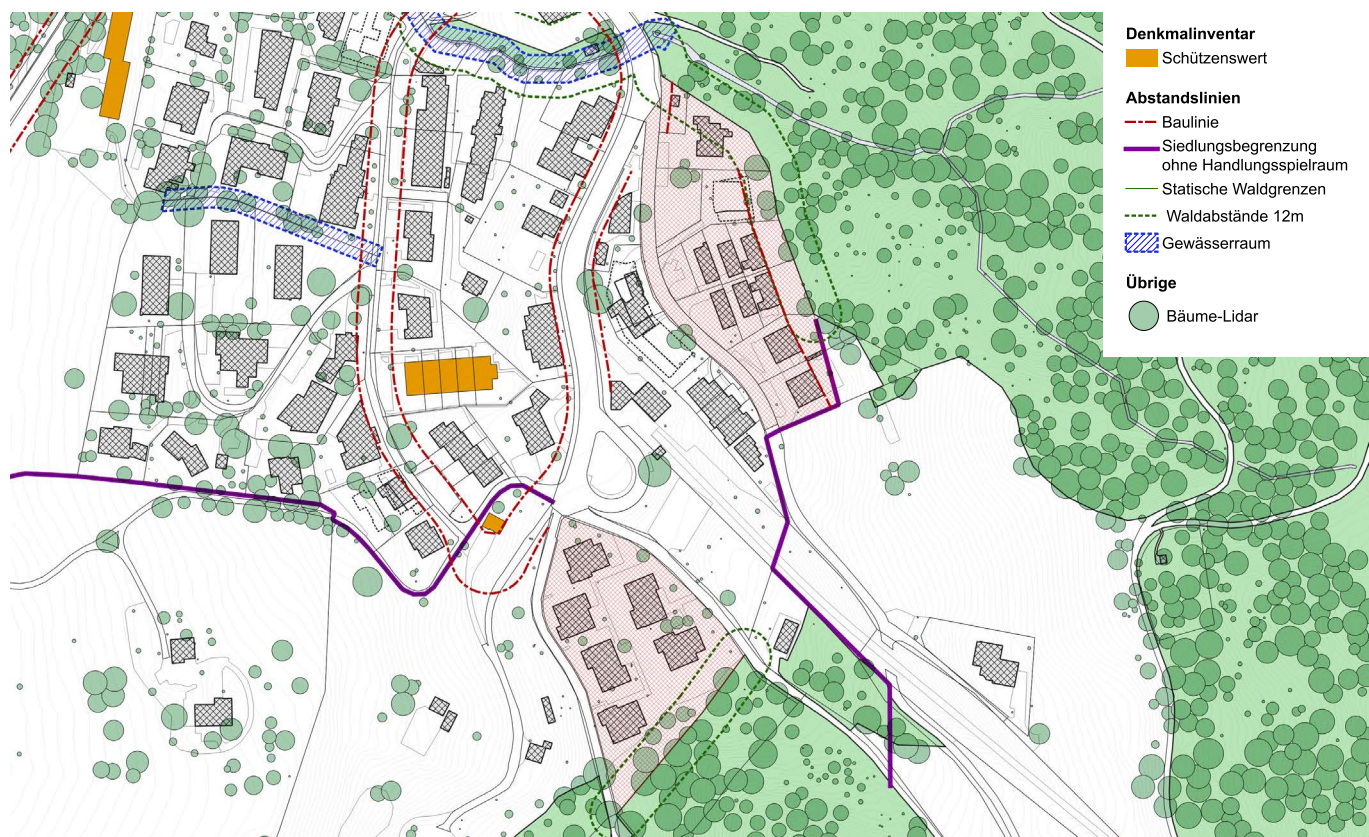 Denkmalinventar
Schützenswert
Abstandslinien
Baulinie
Siedlungsbegrenzung
ohne Handlungsspielraum
Statische Waldgrenzen
Waldabstände 12m
Gewässerraum
Übrige
Bäume-Lidar